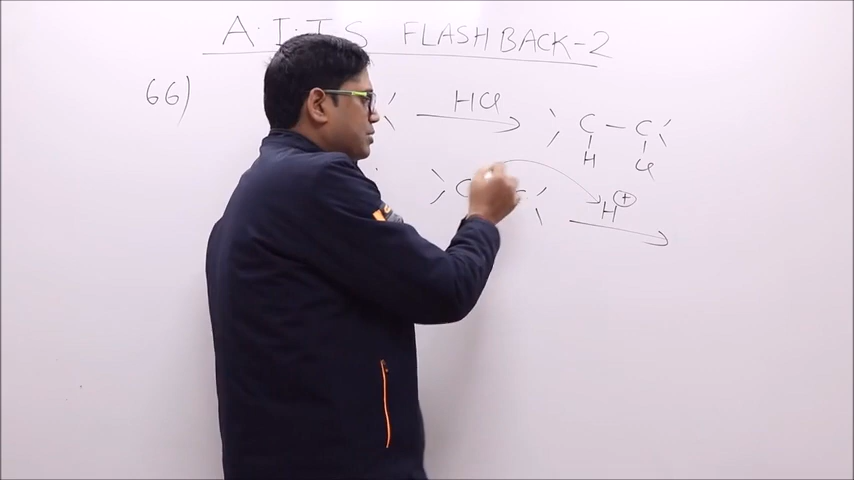 A.I.T.S FLASHBACK-2
66) HCl C - C
H Cl
C H⊕